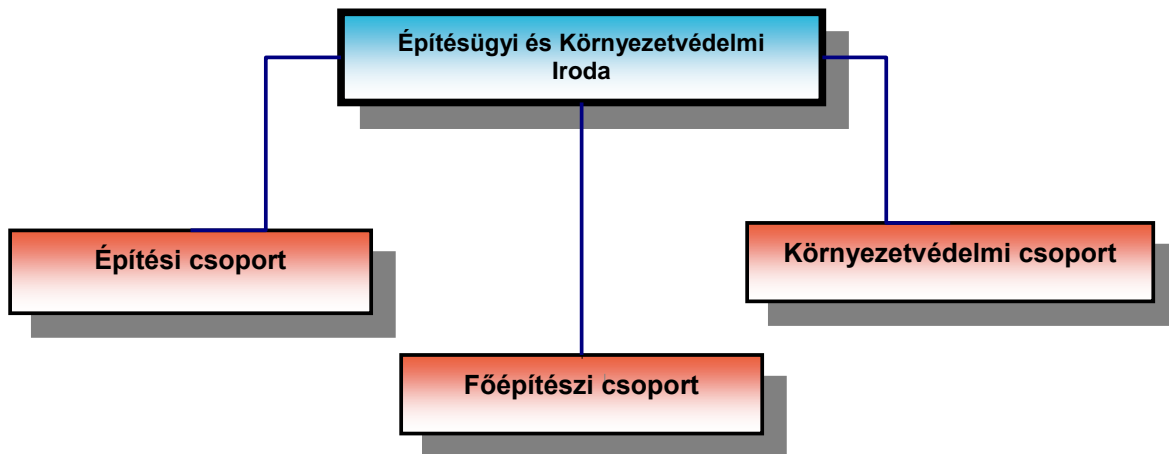 Építésügyi és Környezetvédelmi
Iroda
Építési csoport
Környezetvédelmi csoport
Főépítészi csoport